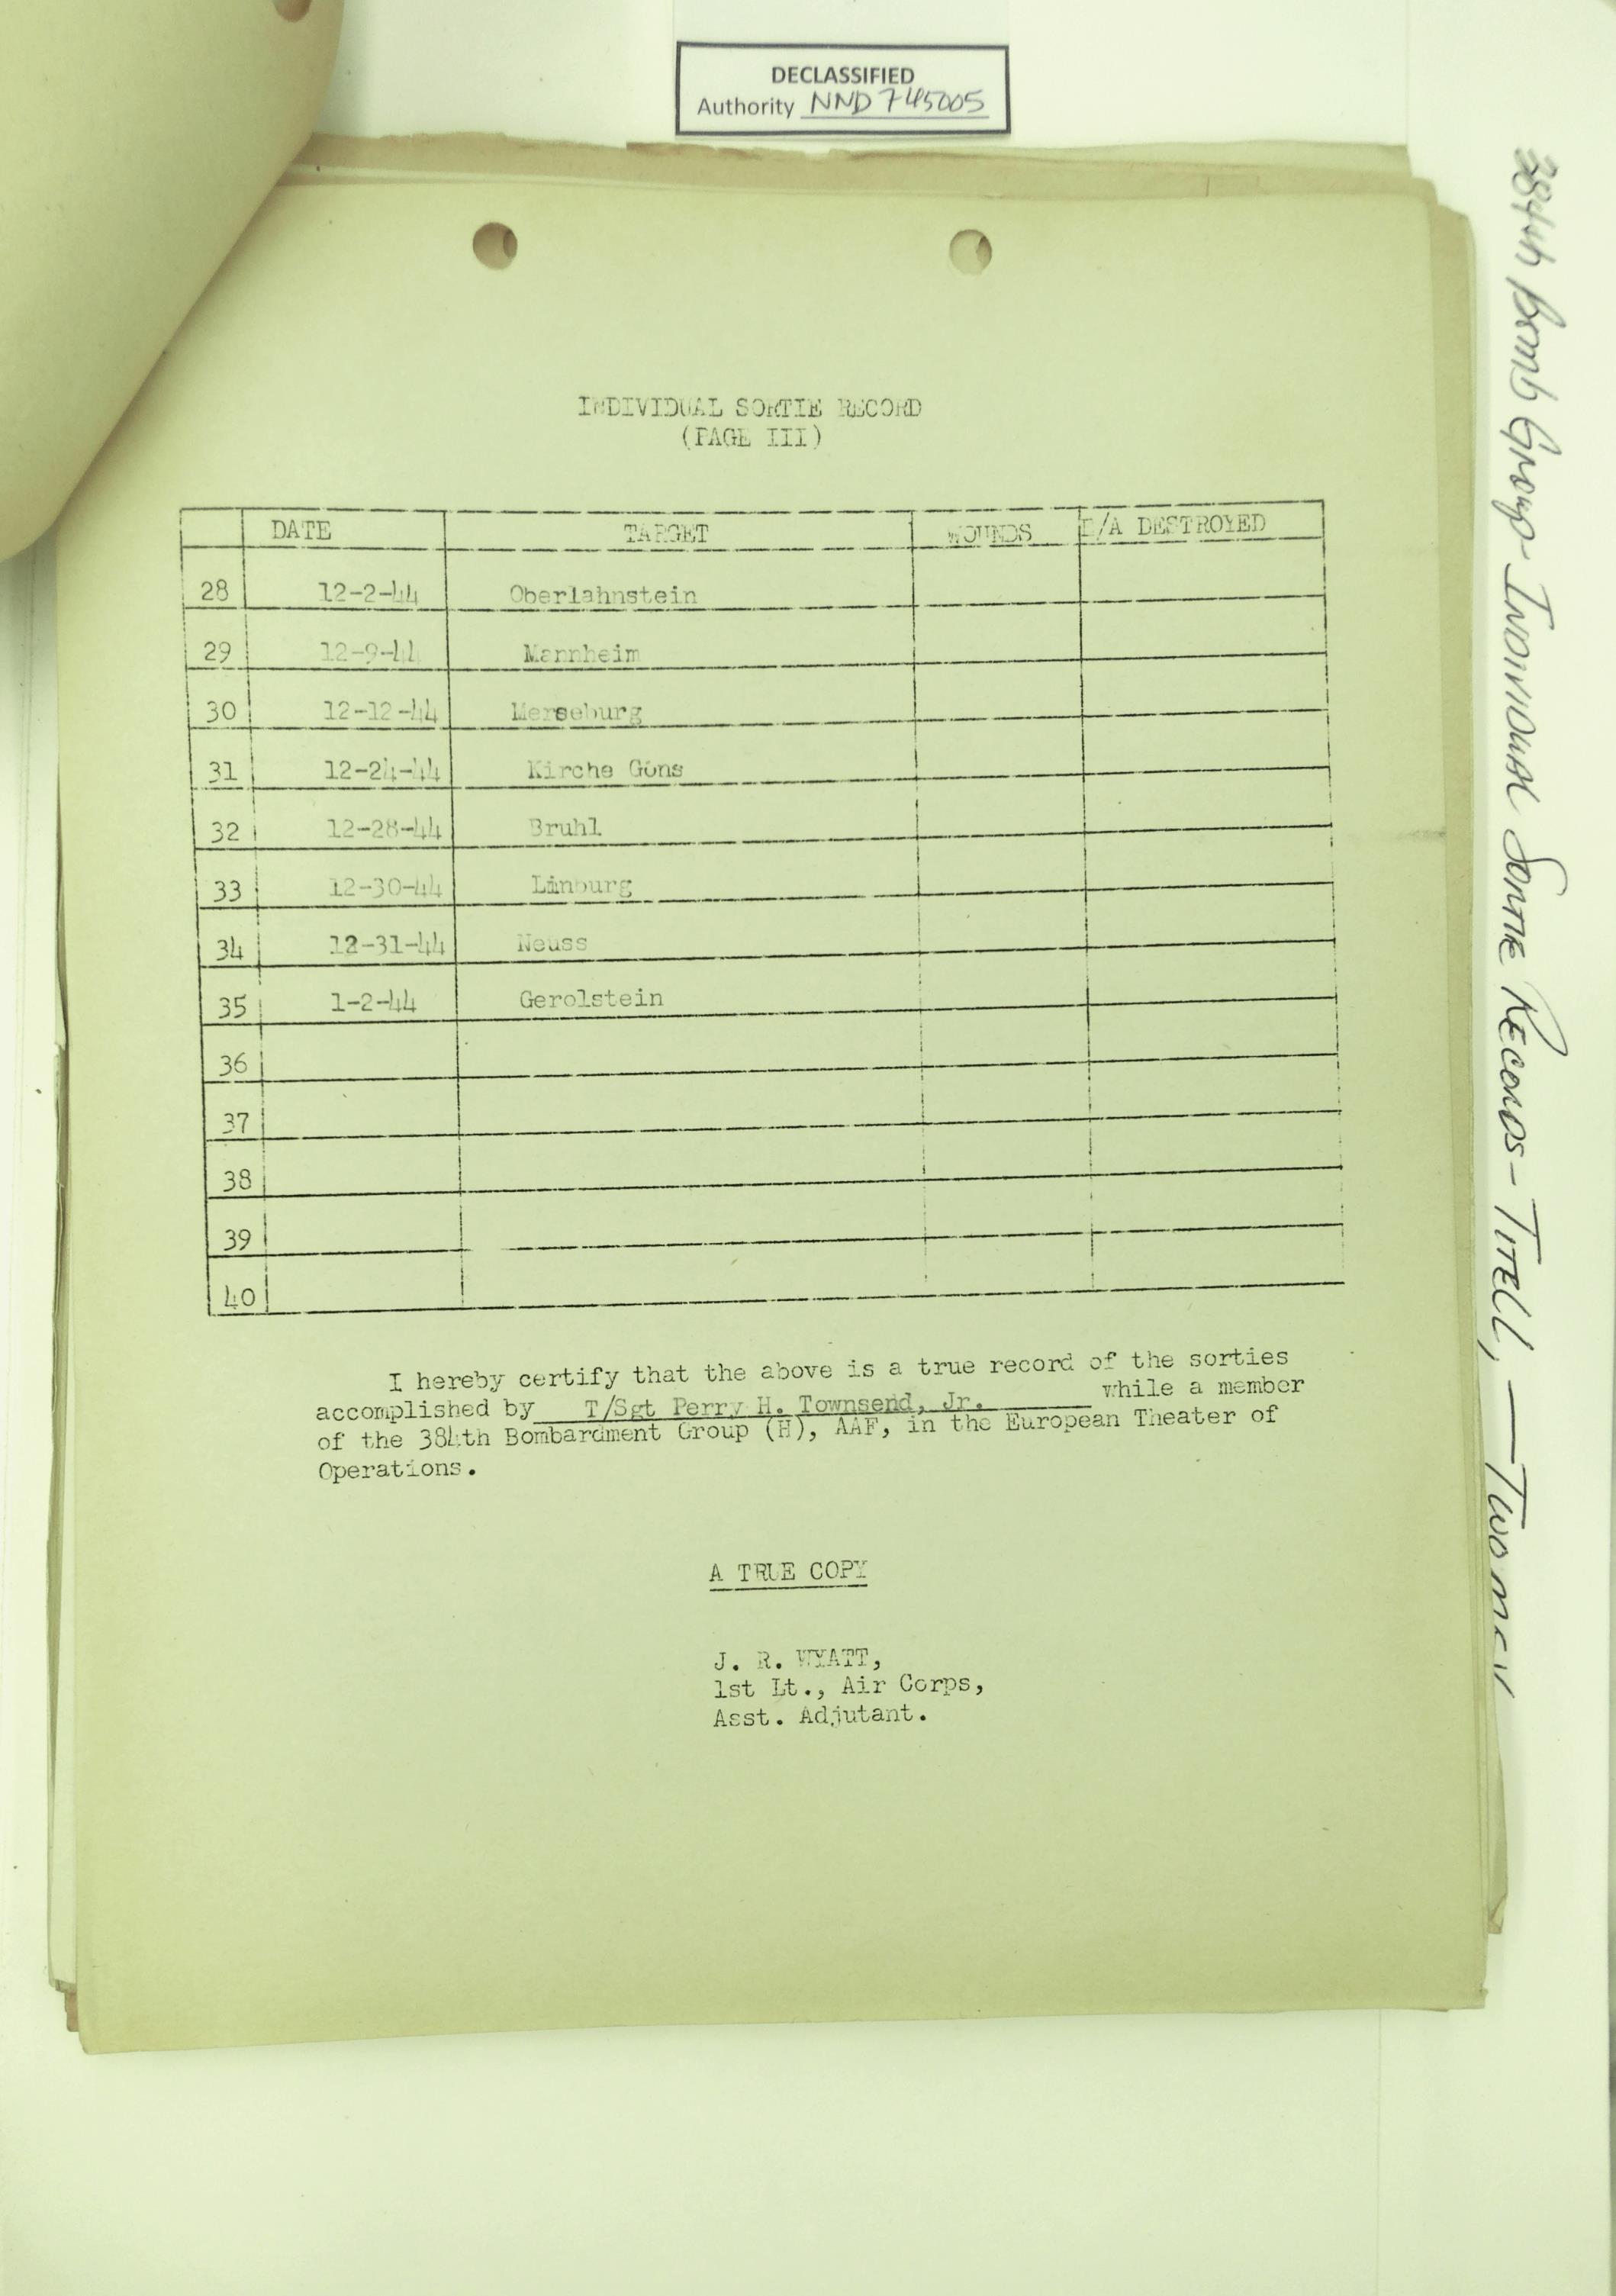 DECLASSIFIED
Authority NND 745005
INDIVIDUAL SORTIE RECORD
(PAGE III)
DATE TARGET WOUNDS E/A DESTROYED
28 12-2-44 Oberlahnstein
29 12-9-44 Mannheim
30 12-12-44 Merseburg
31 12-24-44 Kirche Göns
32 12-28-44 Bruhl
33 12-30-44 Limburg
34 12-31-44 Neuss
35 1-2-44 Gerolstein
36
37
38
39
40
I hereby certify that the above is a true record of the sorties
accomplished by T/Sgt Perry H. Townsend, Jr. while a member
of the 384th Bombardment Group (H), AAF, in the European Theater of
Operations.
A TRUE COPY
J. R. WYATT,
1st Lt., Air Corps,
Asst. Adjutant.
384th Bomb Group - Individual Sortie Records - Titell, — Twomey